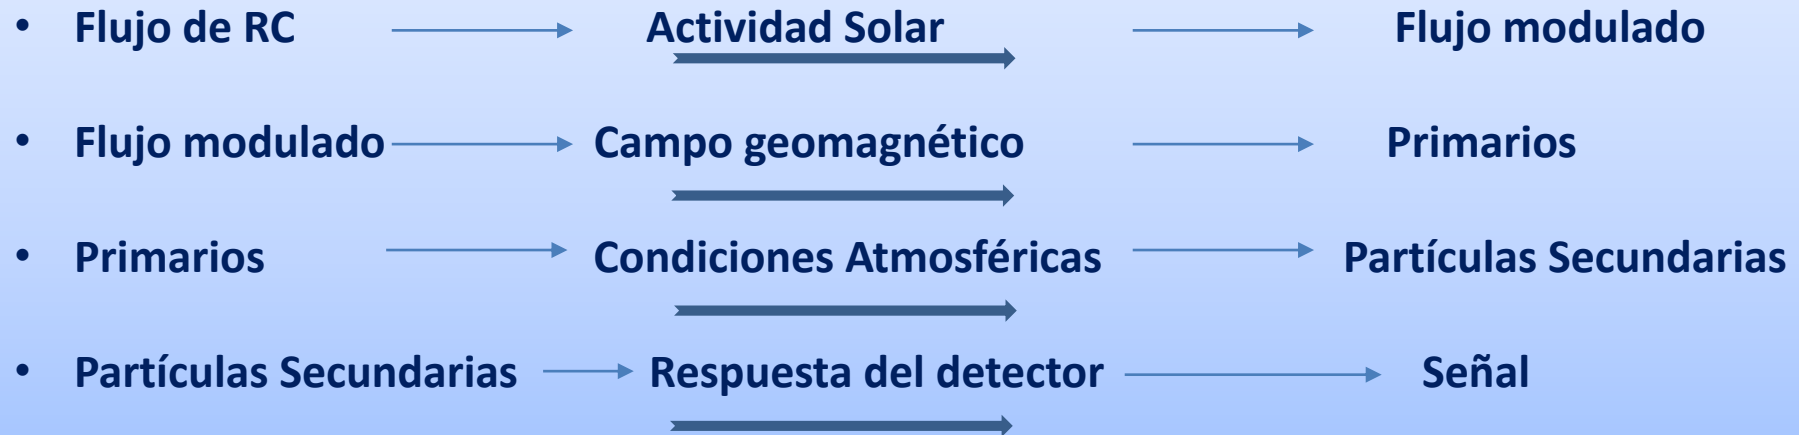 • Flujo de RC Actividad Solar Flujo modulado
• Flujo modulado Campo geomagnético Primarios
• Primarios Condiciones Atmosféricas Partículas Secundarias
• Partículas Secundarias Respuesta del detector Señal